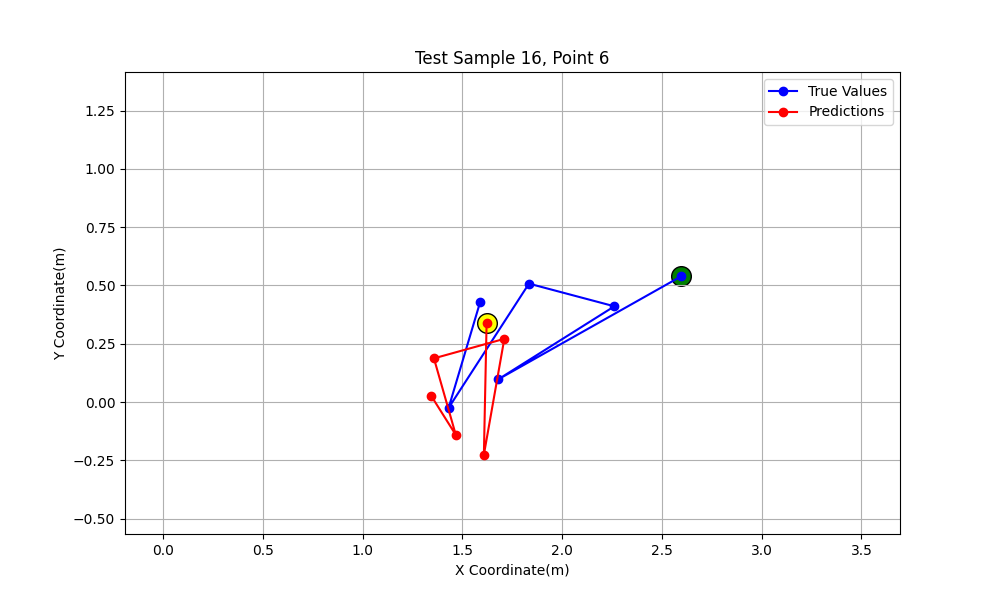 Test Sample 16, Point 6
True Values
Predictions
1.25
1.00
0.75
0.50
0.25
0.00
−0.25
−0.50
Y Coordinate(m)
0.0 0.5 1.0 1.5 2.0 2.5 3.0 3.5
X Coordinate(m)